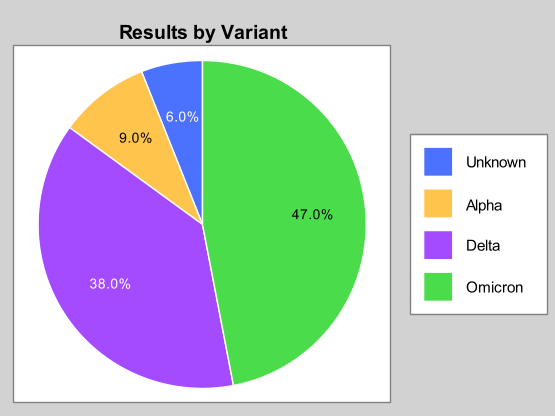 Results by Variant
6.0%
9.0%
47.0%
38.0%
Unknown
Alpha
Delta
Omicron